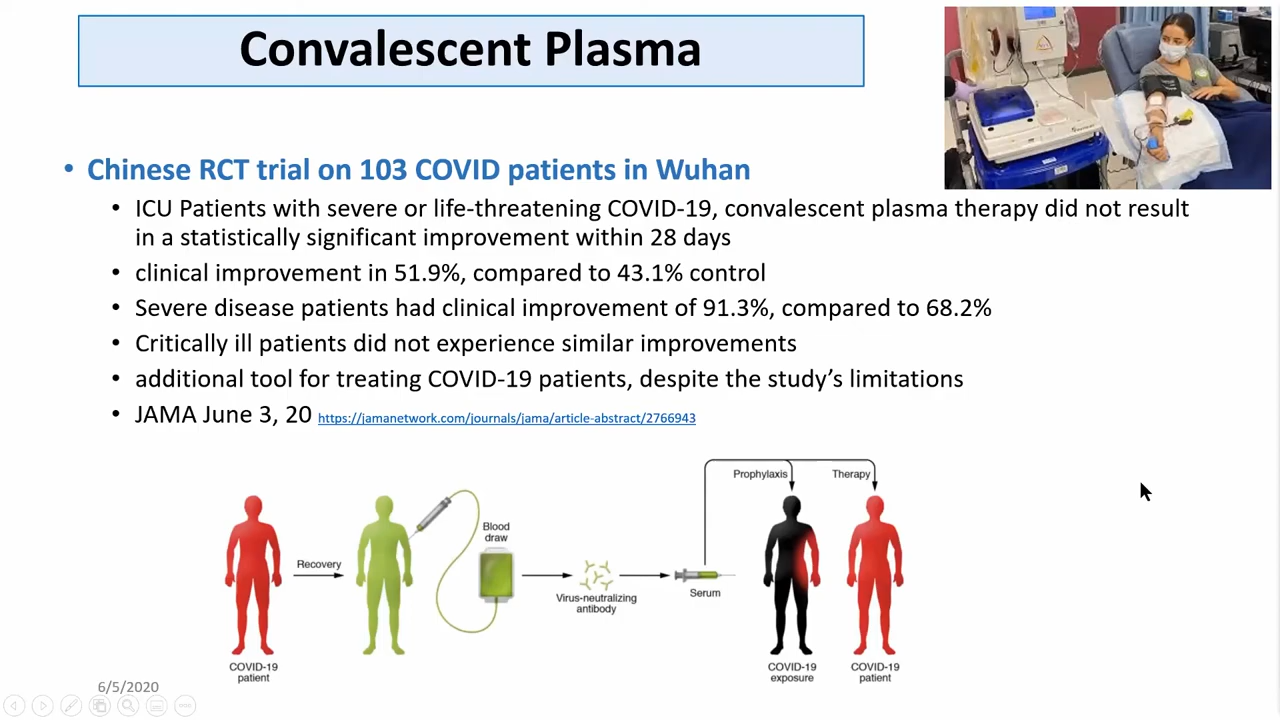 Convalescent Plasma
• Chinese RCT trial on 103 COVID patients in Wuhan
• ICU Patients with severe or life-threatening COVID-19, convalescent plasma therapy did not result
in a statistically significant improvement within 28 days
• clinical improvement in 51.9%, compared to 43.1% control
• Severe disease patients had clinical improvement of 91.3%, compared to 68.2%
• Critically ill patients did not experience similar improvements
• additional tool for treating COVID-19 patients, despite the study's limitations
• JAMA June 3, 20 https://jamanetwork.com/journals/jama/article-abstract/2766943
Prophylaxis
Therapy
Blood
draw
Recovery
Virus-neutralizing
antibody
Serum
COVID-19
patient
COVID-19
exposure
COVID-19
patient
6/5/2020